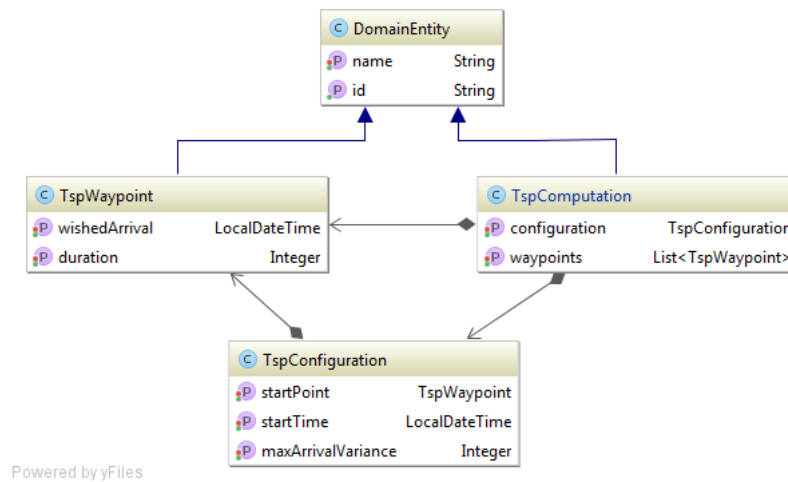 C DomainEntity
P name String
P id String
C TspWaypoint
P wishedArrival LocalDateTime
P duration Integer
C TspComputation
P configuration TspConfiguration
P waypoints List<TspWaypoint>
C TspConfiguration
P startPoint TspWaypoint
P startTime LocalDateTime
P maxArrivalVariance Integer
Powered by yFiles